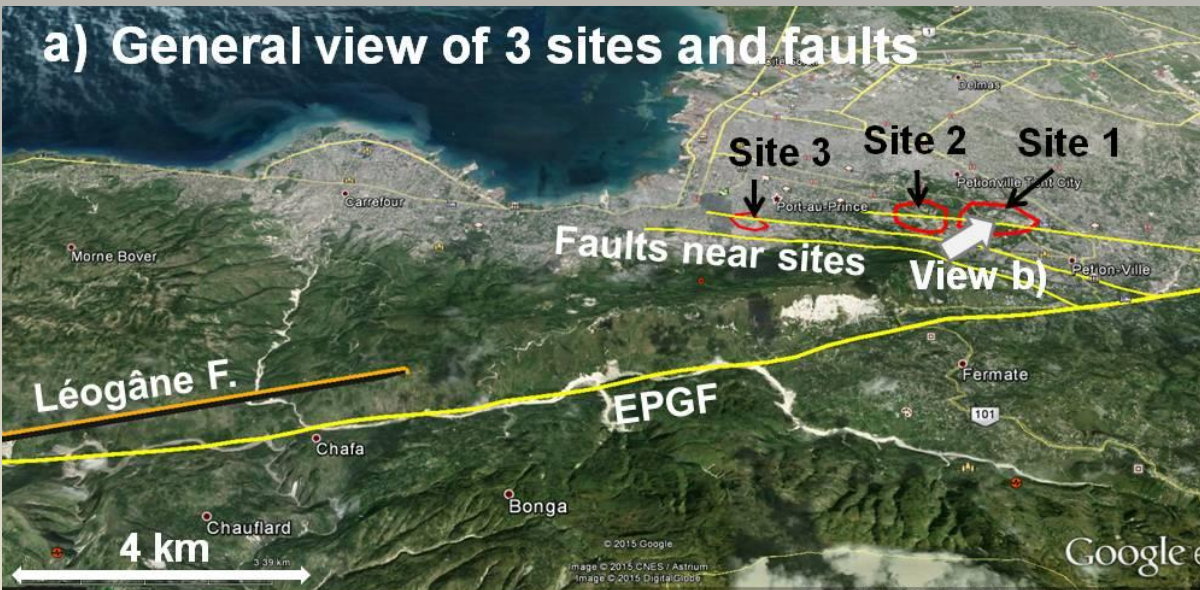 a) General view of 3 sites and faults
1
Delmas
Site 3
Site 2
Site 1
Petionville Tent City
Carrefour
Port-au-Prince
Faults near sites
Morne Bover
View b)
Petion-Ville
Léogâne F.
Fermate
EPGF
101
Chafa
Bonga
Chauflard
4 km
3.39 km
© 2015 Google
Image © 2015 CNES / Astrium
Image © 2015 DigitalGlobe
Google e